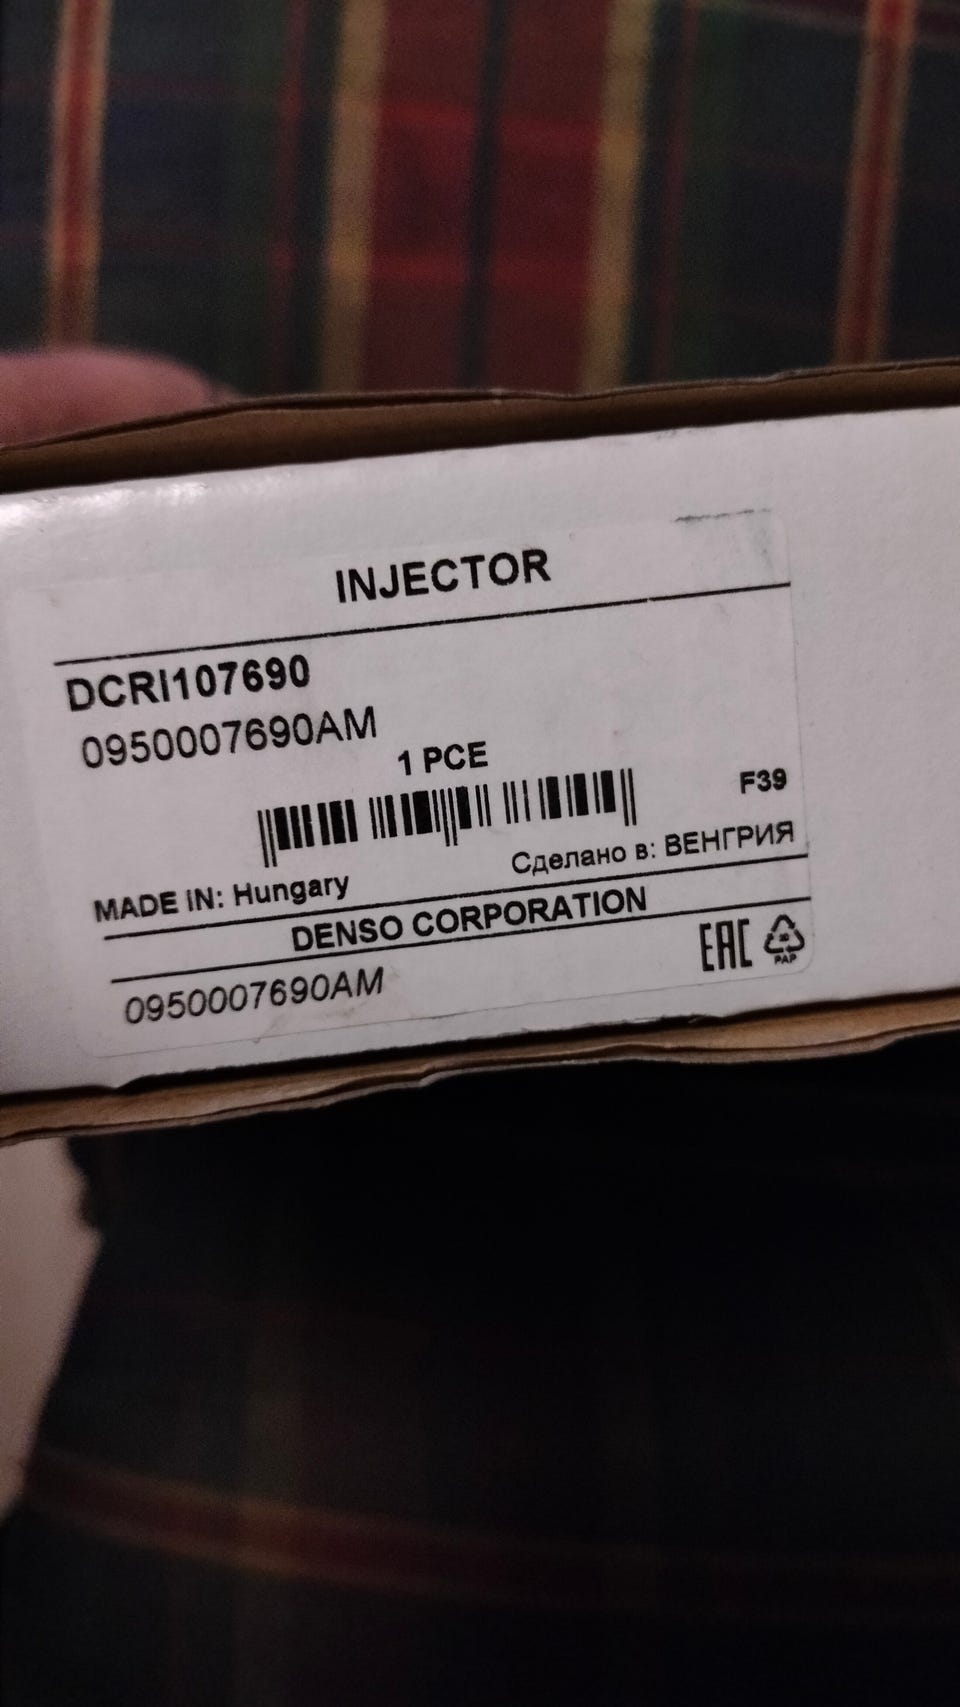 INJECTOR
DCRI107690
0950007690AM
1 PCE
F39
MADE IN: Hungary Сделано в: ВЕНГРИЯ
DENSO CORPORATION
0950007690AM
EAC
PAP